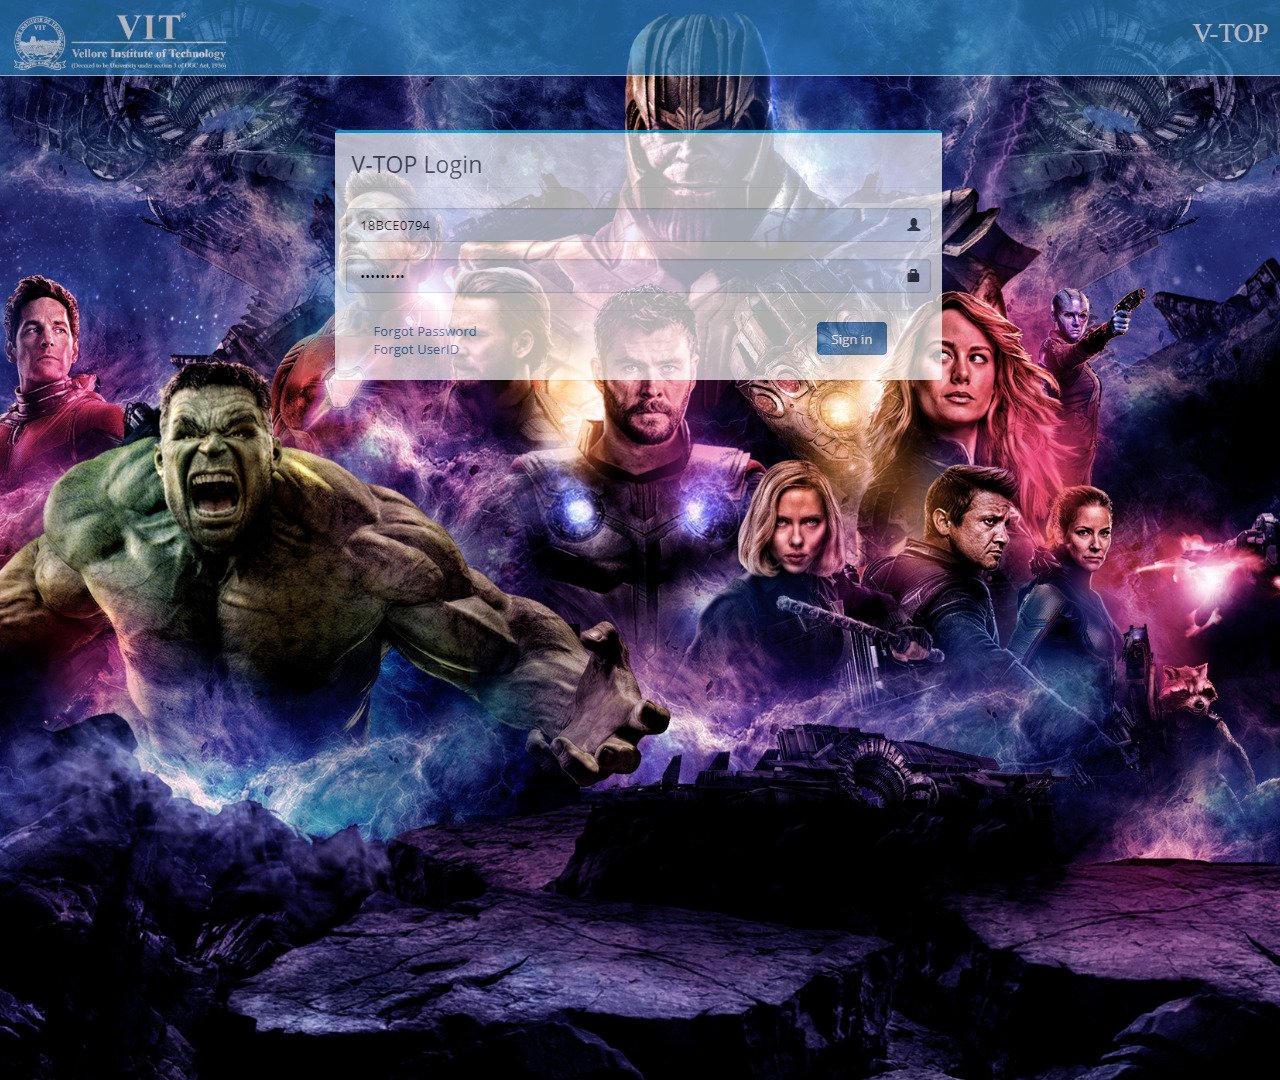 VIT®
Vellore Institute of Technology
(Deemed to be University under section 3 of UGC Act, 1956)
V-TOP
V-TOP Login
18BCE0794
•••••••••
Forgot Password
Forgot UserID
Sign in